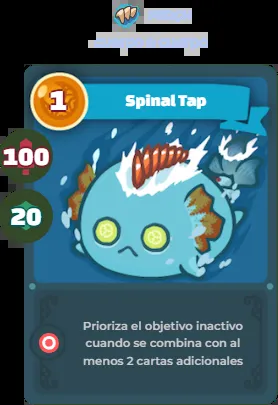 1
Spinal Tap
100
20
Prioriza el objetivo inactivo
cuando se combina con al
menos 2 cartas adicionales